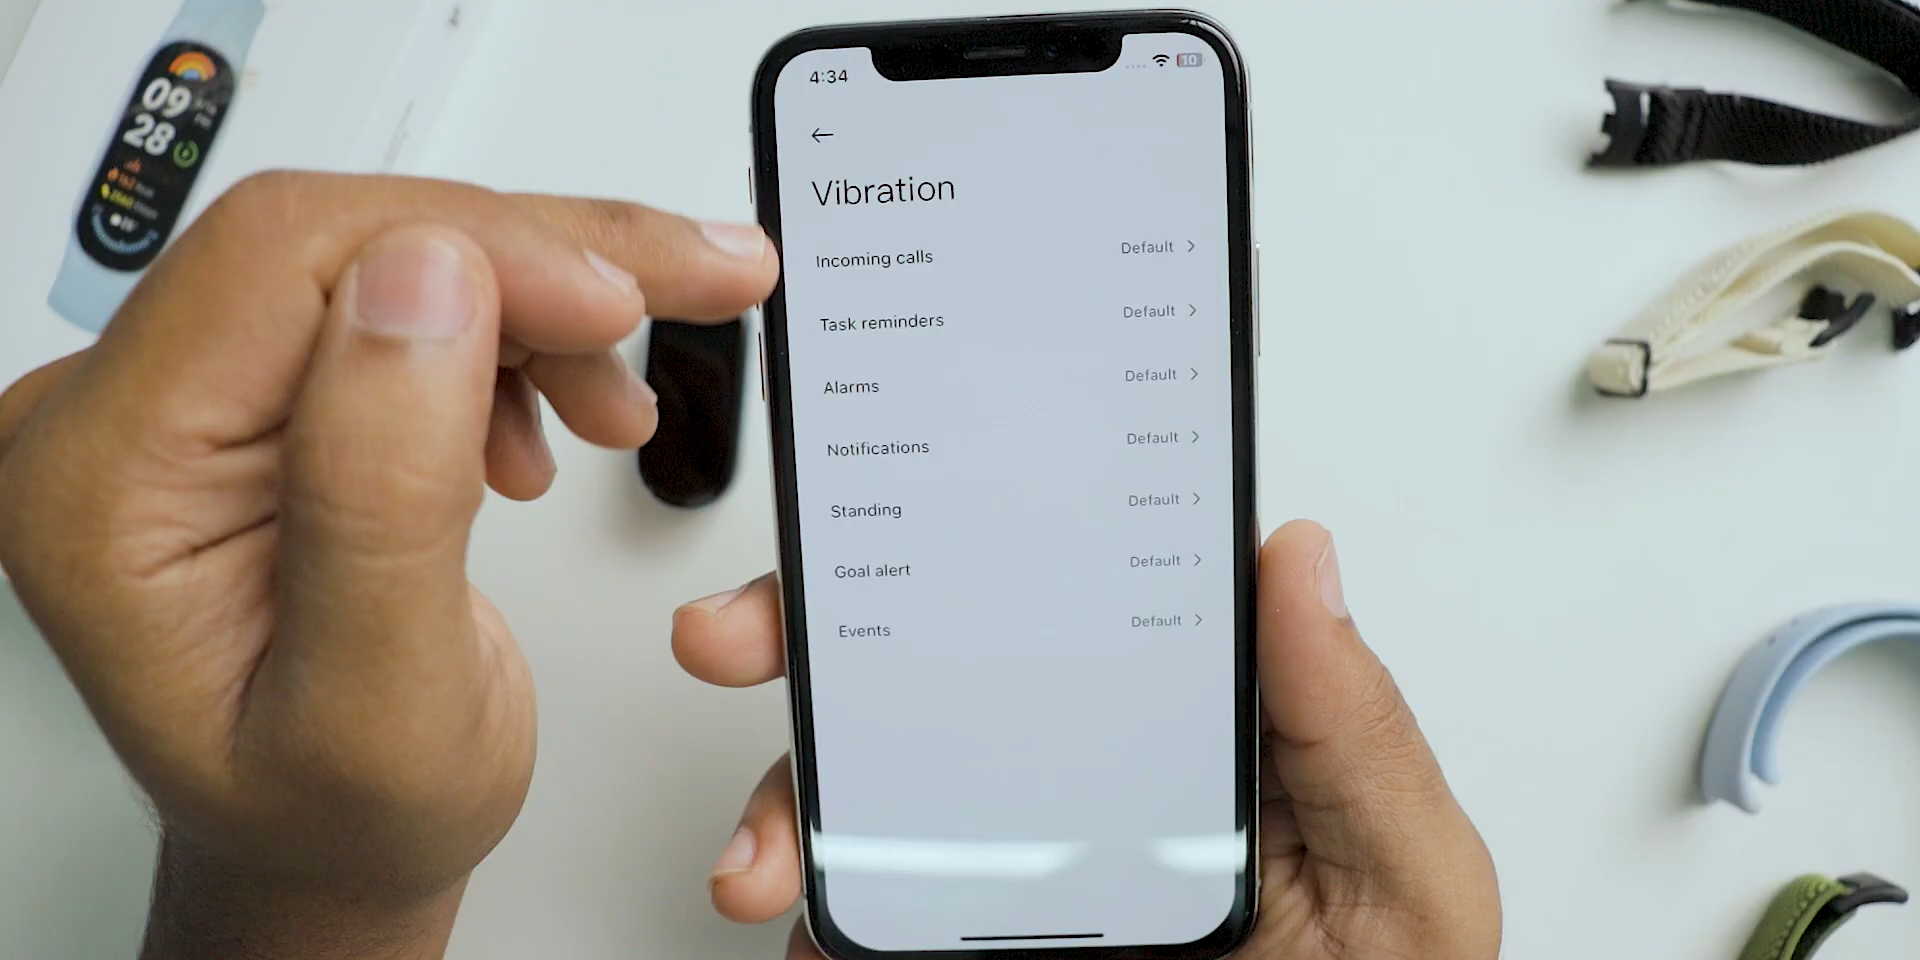 09
28
4:34
10
Vibration
Incoming calls Default
Task reminders Default
Alarms Default
Notifications Default
Standing Default
Goal alert Default
Events Default